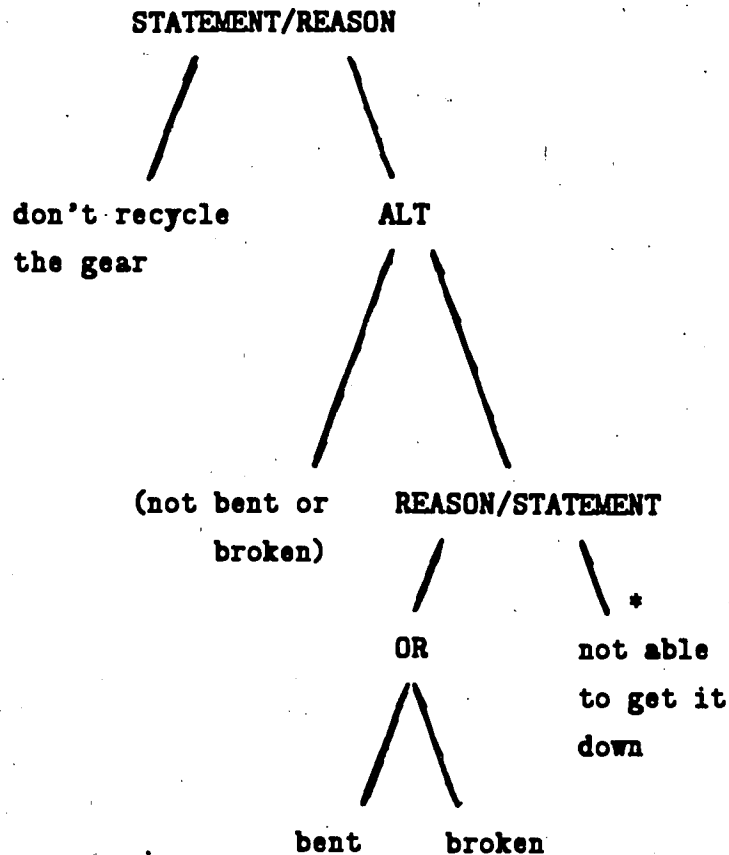 STATEMENT/REASON
don't recycle
the gear
ALT
(not bent or
broken)
REASON/STATEMENT
OR
*
not able
to get it
down
bent
broken